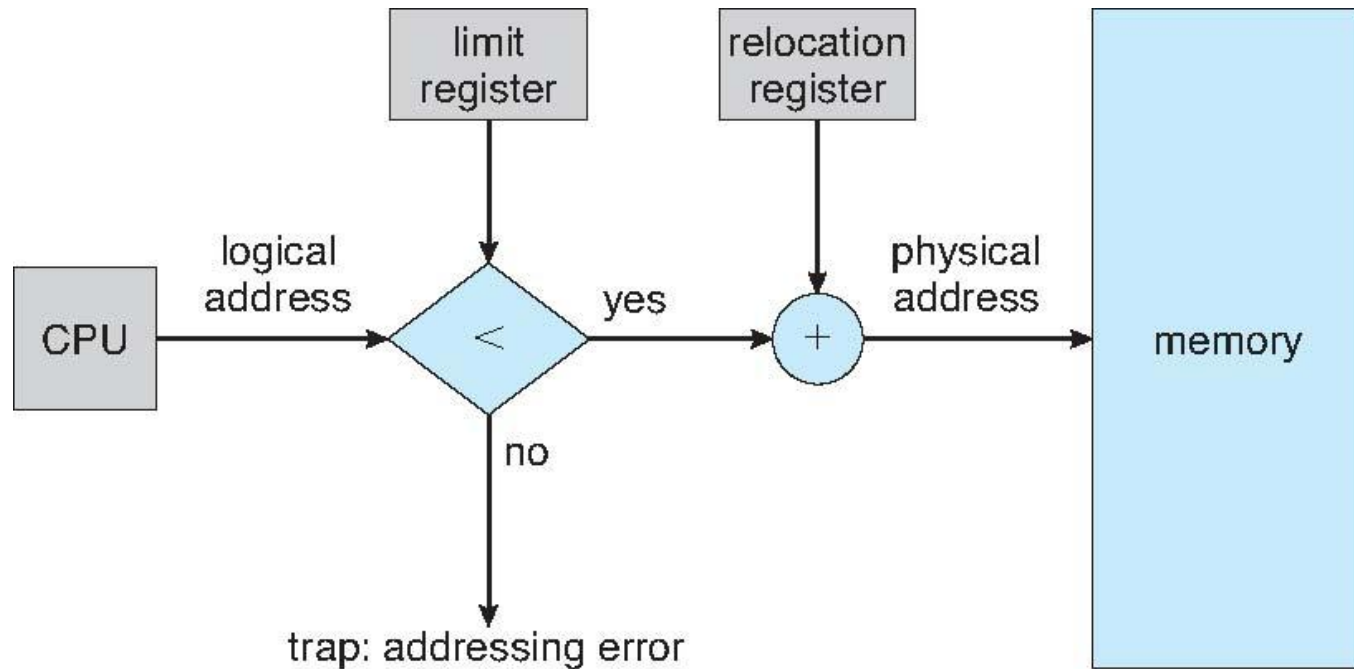 limit
register
relocation
register
logical
address
physical
address
CPU
<
yes
+
memory
no
trap: addressing error